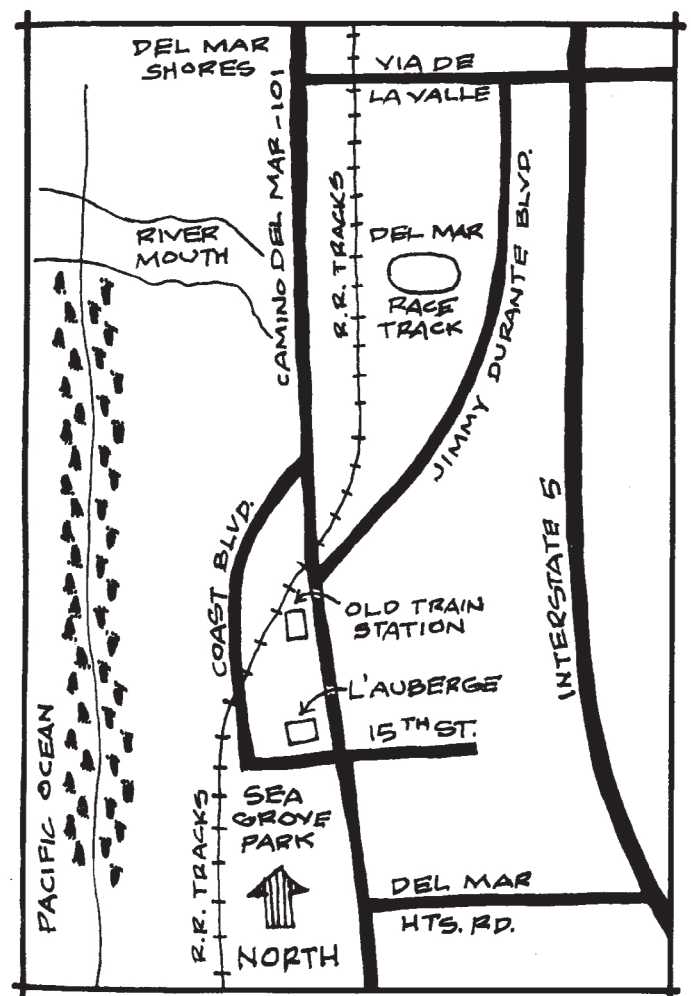 DEL MAR
SHORES
VIA DE
LA VALLE
CAMINO DEL MAR-101
R.R. TRACKS
RIVER
MOUTH
DEL MAR
RACE
TRACK
JIMMY DURANTE BLVD.
COAST BLVD.
INTERSTATE 5
OLD TRAIN
STATION
L'AUBERGE
15TH ST.
PACIFIC OCEAN
SEA
GROVE
PARK
R.R. TRACKS
NORTH
DEL MAR
HTS. RD.